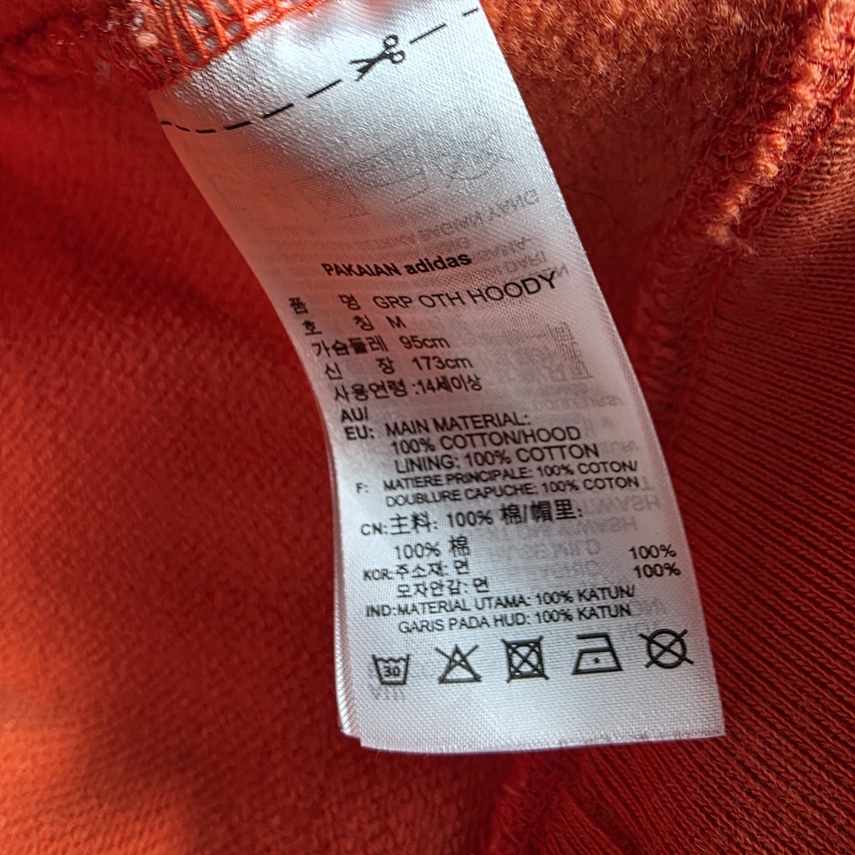 PAKAIAN adidas
품 명 GRP OTH HOODY
호 칭 M
가슴둘레 95cm
신 장 173cm
사용연령 :14세이상
AU/
EU: MAIN MATERIAL:
100% COTTON/HOOD
LINING: 100% COTTON
F: MATIERE PRINCIPALE: 100% COTON/
DOUBLURE CAPUCHE: 100% COTON
CN:主料: 100% 棉/帽里:
100% 棉
KOR:주소재: 면 100%
모자안감: 면 100%
IND:MATERIAL UTAMA: 100% KATUN/
GARIS PADA HUD: 100% KATUN
30